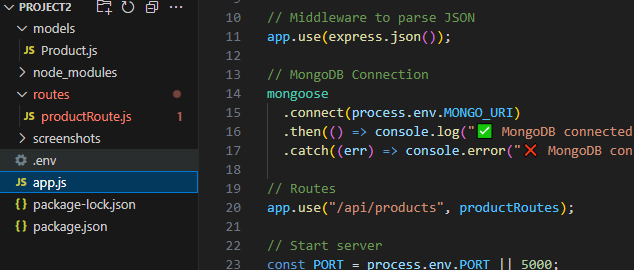 PROJECT2
models
JS Product.js
node_modules
routes
JS productRoute.js 1
screenshots
.env
JS app.js
{} package-lock.json
{} package.json
10 // Middleware to parse JSON
11 app.use(express.json());
12
13 // MongoDB Connection
14 mongoose
15 .connect(process.env.MONGO_URI)
16 .then(() => console.log("✅ MongoDB connected
17 .catch((err) => console.error("❌ MongoDB con
18
19 // Routes
20 app.use("/api/products", productRoutes);
21
22 // Start server
23 const PORT = process.env.PORT || 5000;